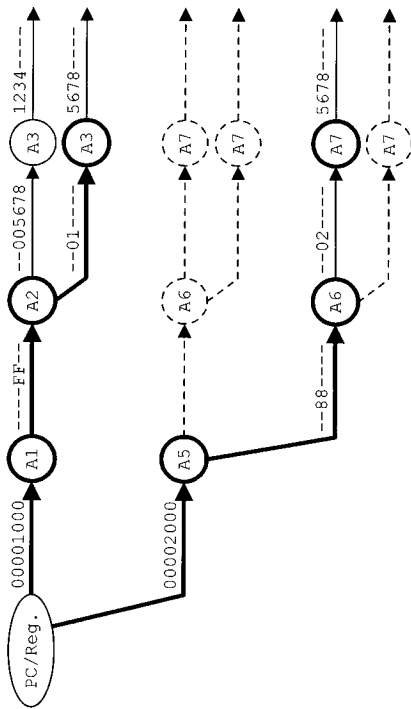 PC/Reg.
00001000
A1
------FF
A2
--005678
A3
1234----
--01----
A3
5678----
00002000
A5
A6
A7
A7
--88----
A6
--02----
A7
5678----
A7